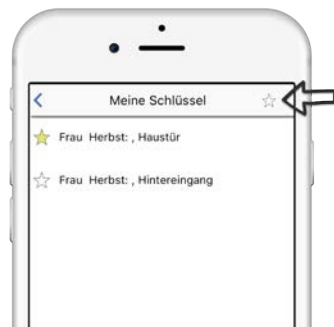 Meine Schlüssel
Frau Herbst: , Haustür
Frau Herbst: , Hintereingang